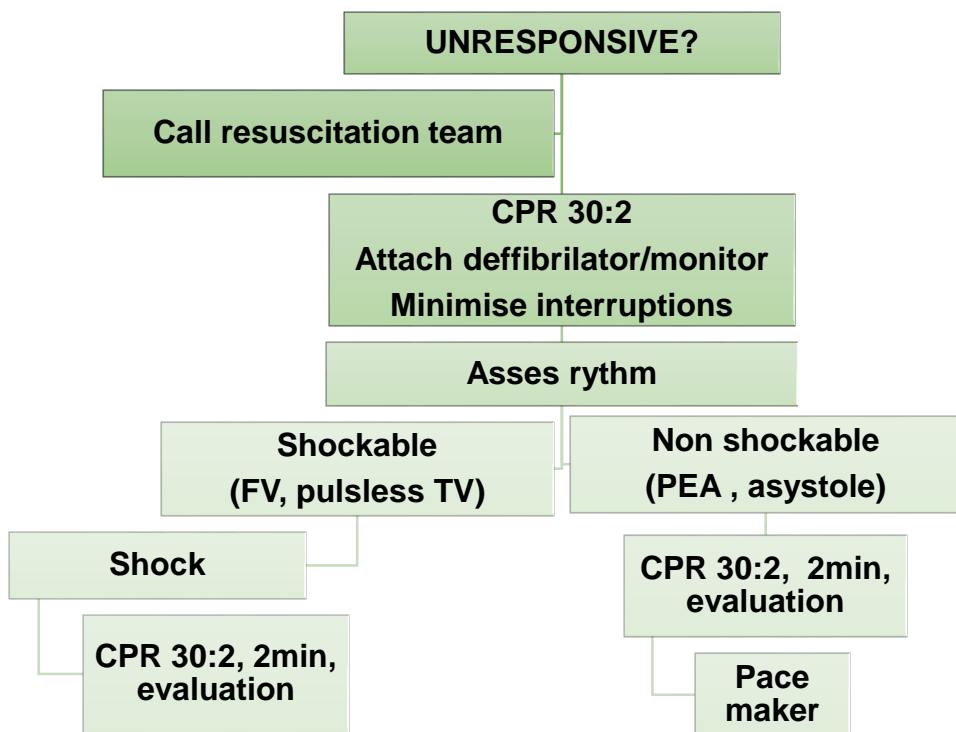 UNRESPONSIVE?
Call resuscitation team
CPR 30:2
Attach deffibrilator/monitor
Minimise interruptions
Asses rythm
Shockable
(FV, pulsless TV)
Non shockable
(PEA , asystole)
Shock
CPR 30:2, 2min,
evaluation
CPR 30:2,  2min,
evaluation
Pace
maker